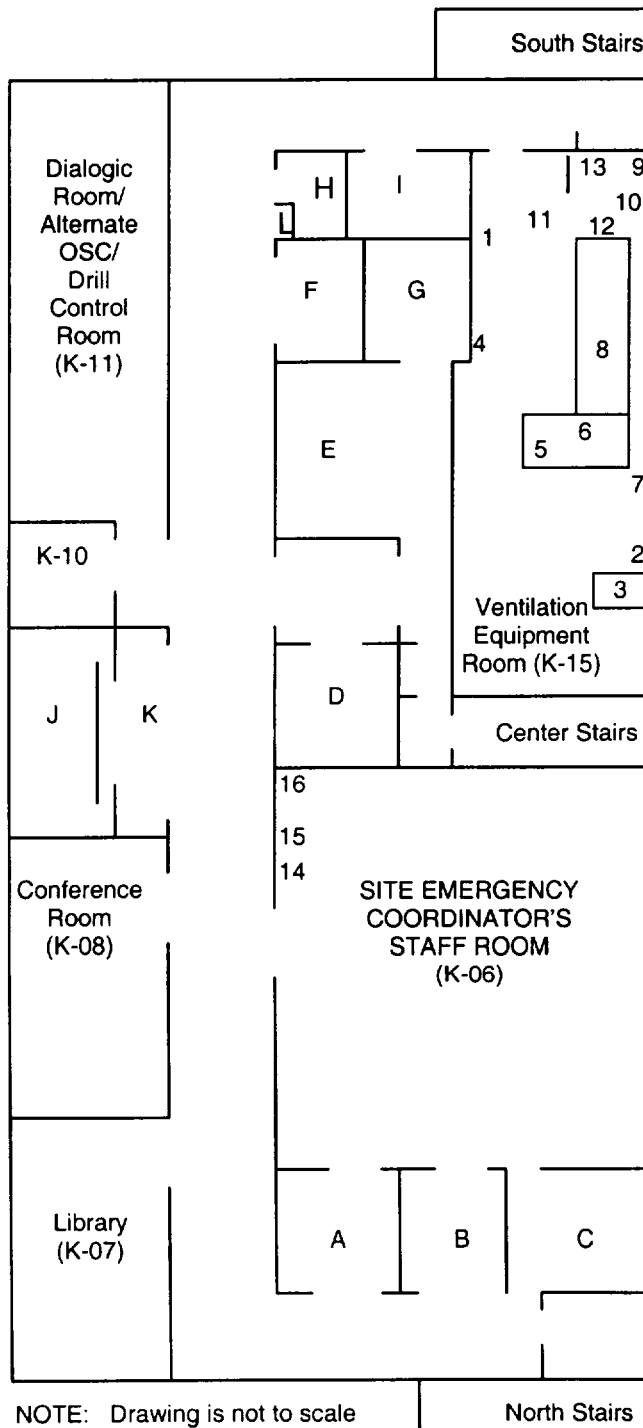 South Stairs
Dialogic
Room/
Alternate
OSC/
Drill
Control
Room
(K-11)
H
I
L
13
9
10
11
12
1
F
G
4
8
E
6
5
7
K-10
2
3
Ventilation
Equipment
Room (K-15)
J
K
D
Center Stairs
16
15
14
Conference
Room
(K-08)
SITE EMERGENCY
COORDINATOR'S
STAFF ROOM
(K-06)
Library
(K-07)
A
B
C
NOTE: Drawing is not to scale
North Stairs